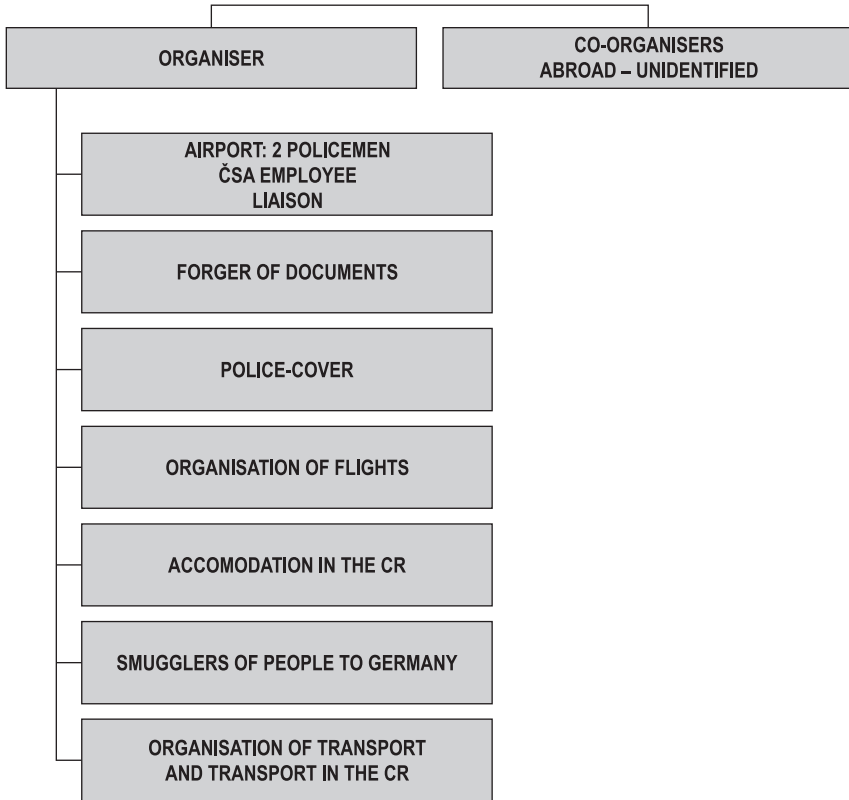 ORGANISER
CO-ORGANISERS
ABROAD – UNIDENTIFIED
AIRPORT: 2 POLICEMEN
ČSA EMPLOYEE
LIAISON
FORGER OF DOCUMENTS
POLICE-COVER
ORGANISATION OF FLIGHTS
ACCOMODATION IN THE CR
SMUGGLERS OF PEOPLE TO GERMANY
ORGANISATION OF TRANSPORT
AND TRANSPORT IN THE CR